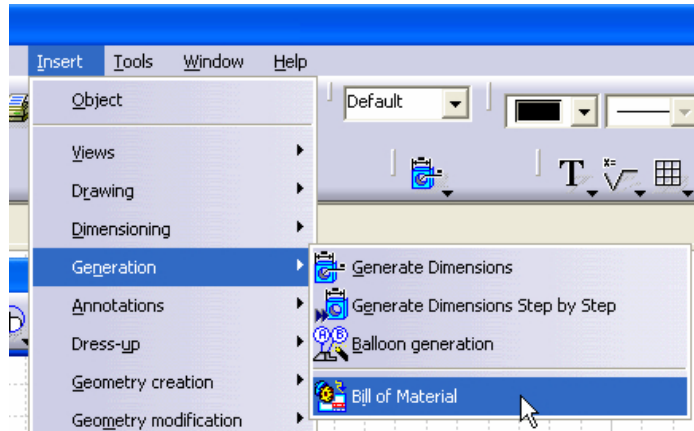 Insert Tools Window Help
Object
Default
Views
Drawing
Dimensioning
Generation
Generate Dimensions
Annotations
Generate Dimensions Step by Step
Dress-up
Balloon generation
Geometry creation
Bill of Material
Geometry modification